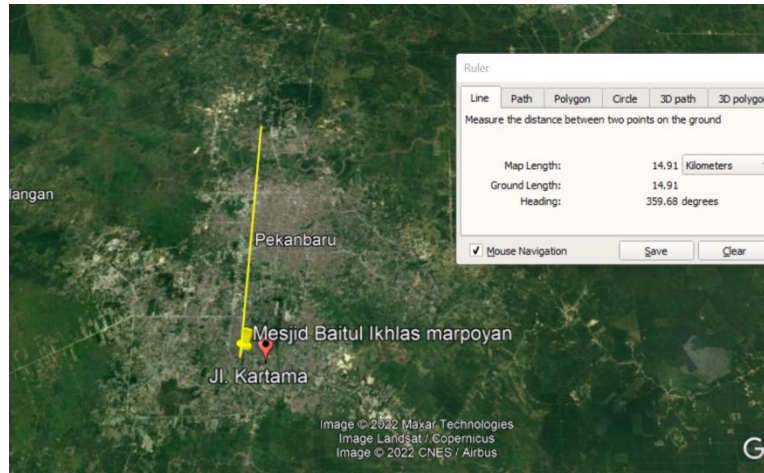 langan
Pekanbaru
Mesjid Baitul Ikhlas marpoyan
Jl. Kartama
Image © 2022 Maxar Technologies
Image Landsat / Copernicus
Image © 2022 CNES / Airbus
G
Ruler
Line Path Polygon Circle 3D path 3D polygon
Measure the distance between two points on the ground
Map Length: 14.91 Kilometers
Ground Length: 14.91
Heading: 359.68 degrees
Mouse Navigation Save Clear